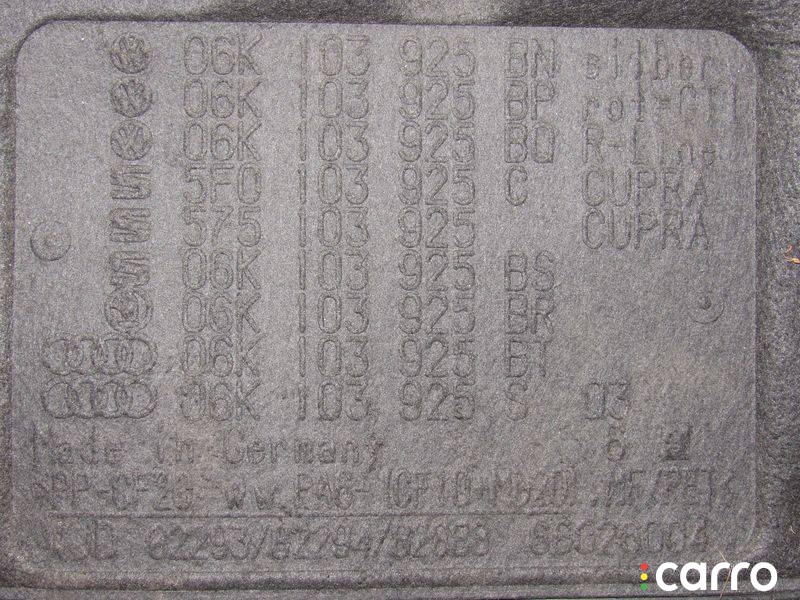 06K 103 925 BN silber
06K 103 925 BP rot-GTI
06K 103 925 BQ R-Line
5F0 103 925 C CUPRA
575 103 925 CUPRA
06K 103 925 BS
06K 103 925 BR
06K 103 925 BT
06K 103 925 S 03
Made in Germany
carro